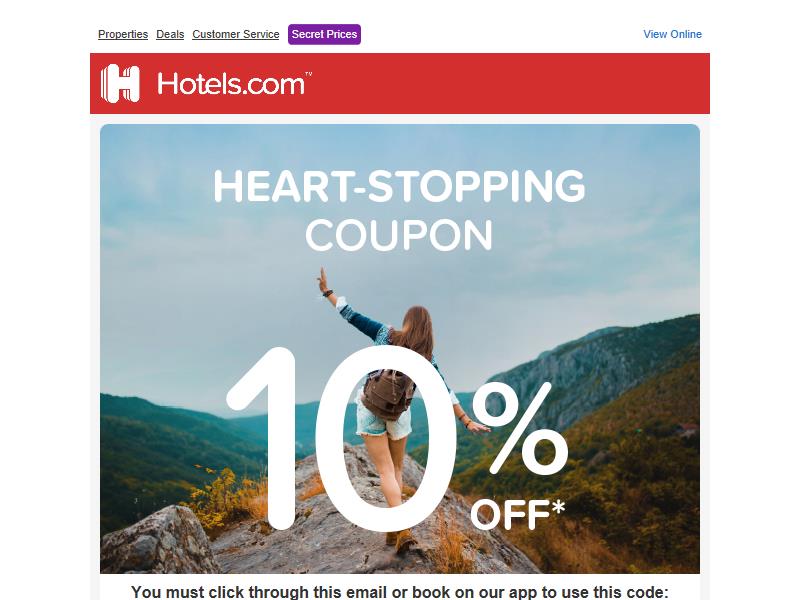 Properties Deals Customer Service Secret Prices View Online
Hotels.com™
HEART-STOPPING
COUPON
10%
OFF*
You must click through this email or book on our app to use this code: